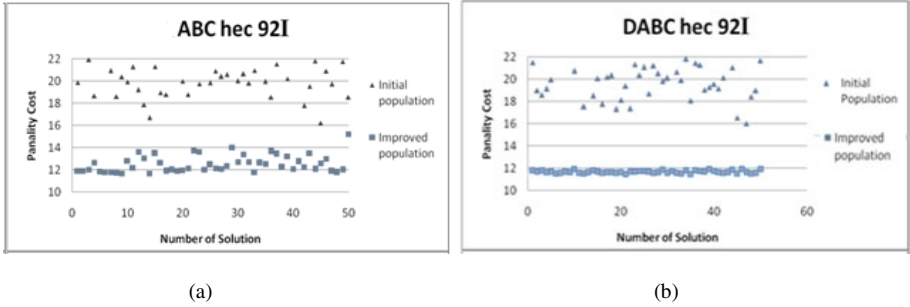 ABC hec 92I
Panality Cost
22
20
18
16
14
12
10
0
10
20
30
40
50
Number of Solution
Initial
population
Improved
population
(a)
DABC hec 92I
Panality Cost
22
20
18
16
14
12
10
0
20
40
60
Number of Solution
Initial
Population
Improved
population
(b)